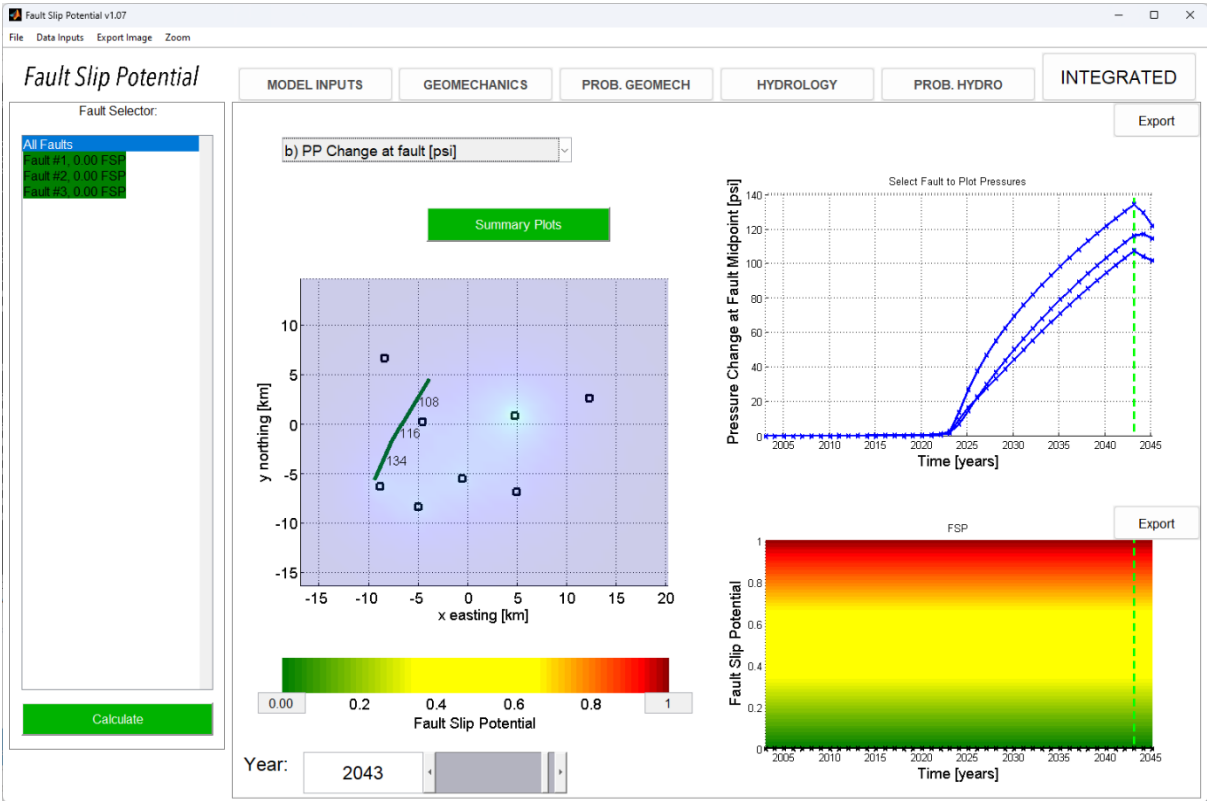 Fault Slip Potential v1.07
File Data Inputs Export Image Zoom
Fault Slip Potential
MODEL INPUTS GEOMECHANICS PROB. GEOMECH HYDROLOGY PROB. HYDRO INTEGRATED
Fault Selector:
All Faults
Fault #1, 0.00 FSP
Fault #2, 0.00 FSP
Fault #3, 0.00 FSP
Calculate
Export
b) PP Change at fault [psi]
Summary Plots
10
5
0
-5
-10
-15
y northing [km]
108
116
134
-15 -10 -5 0 5 10 15 20
x easting [km]
0.00 0.2 0.4 0.6 0.8 1
Fault Slip Potential
Year: 2043
Select Fault to Plot Pressures
Pressure Change at Fault Midpoint [psi]
140
120
100
80
60
40
20
0
2005 2010 2015 2020 2025 2030 2035 2040 2045
Time [years]
Export
FSP
Fault Slip Potential
1
0.8
0.6
0.4
0.2
0
2005 2010 2015 2020 2025 2030 2035 2040 2045
Time [years]